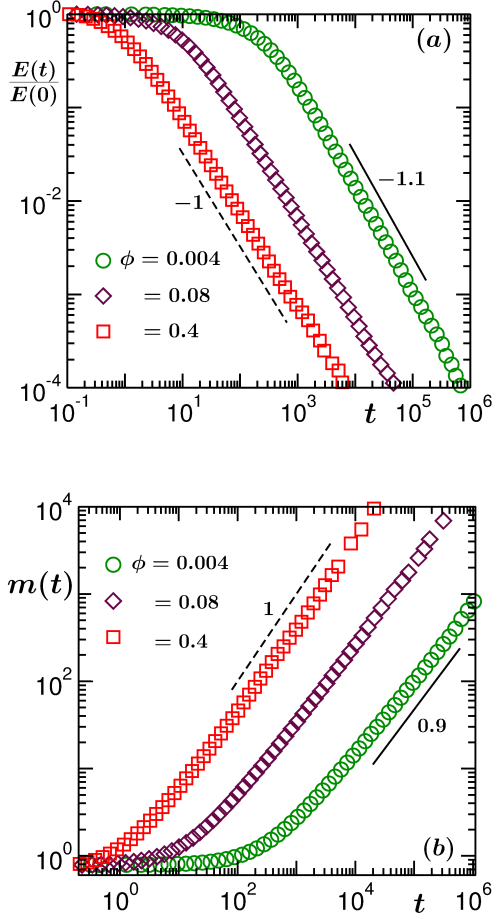 10^0
E(t)
E(0)
(a)
−1.1
10^-2
−1
ϕ = 0.004
= 0.08
= 0.4
10^-4
10^-1 10^1 10^3 t 10^5 10^6
10^4
ϕ = 0.004
m(t)
= 0.08
1
= 0.4
10^2
0.9
10^0
(b)
10^0 10^2 10^4 t 10^6